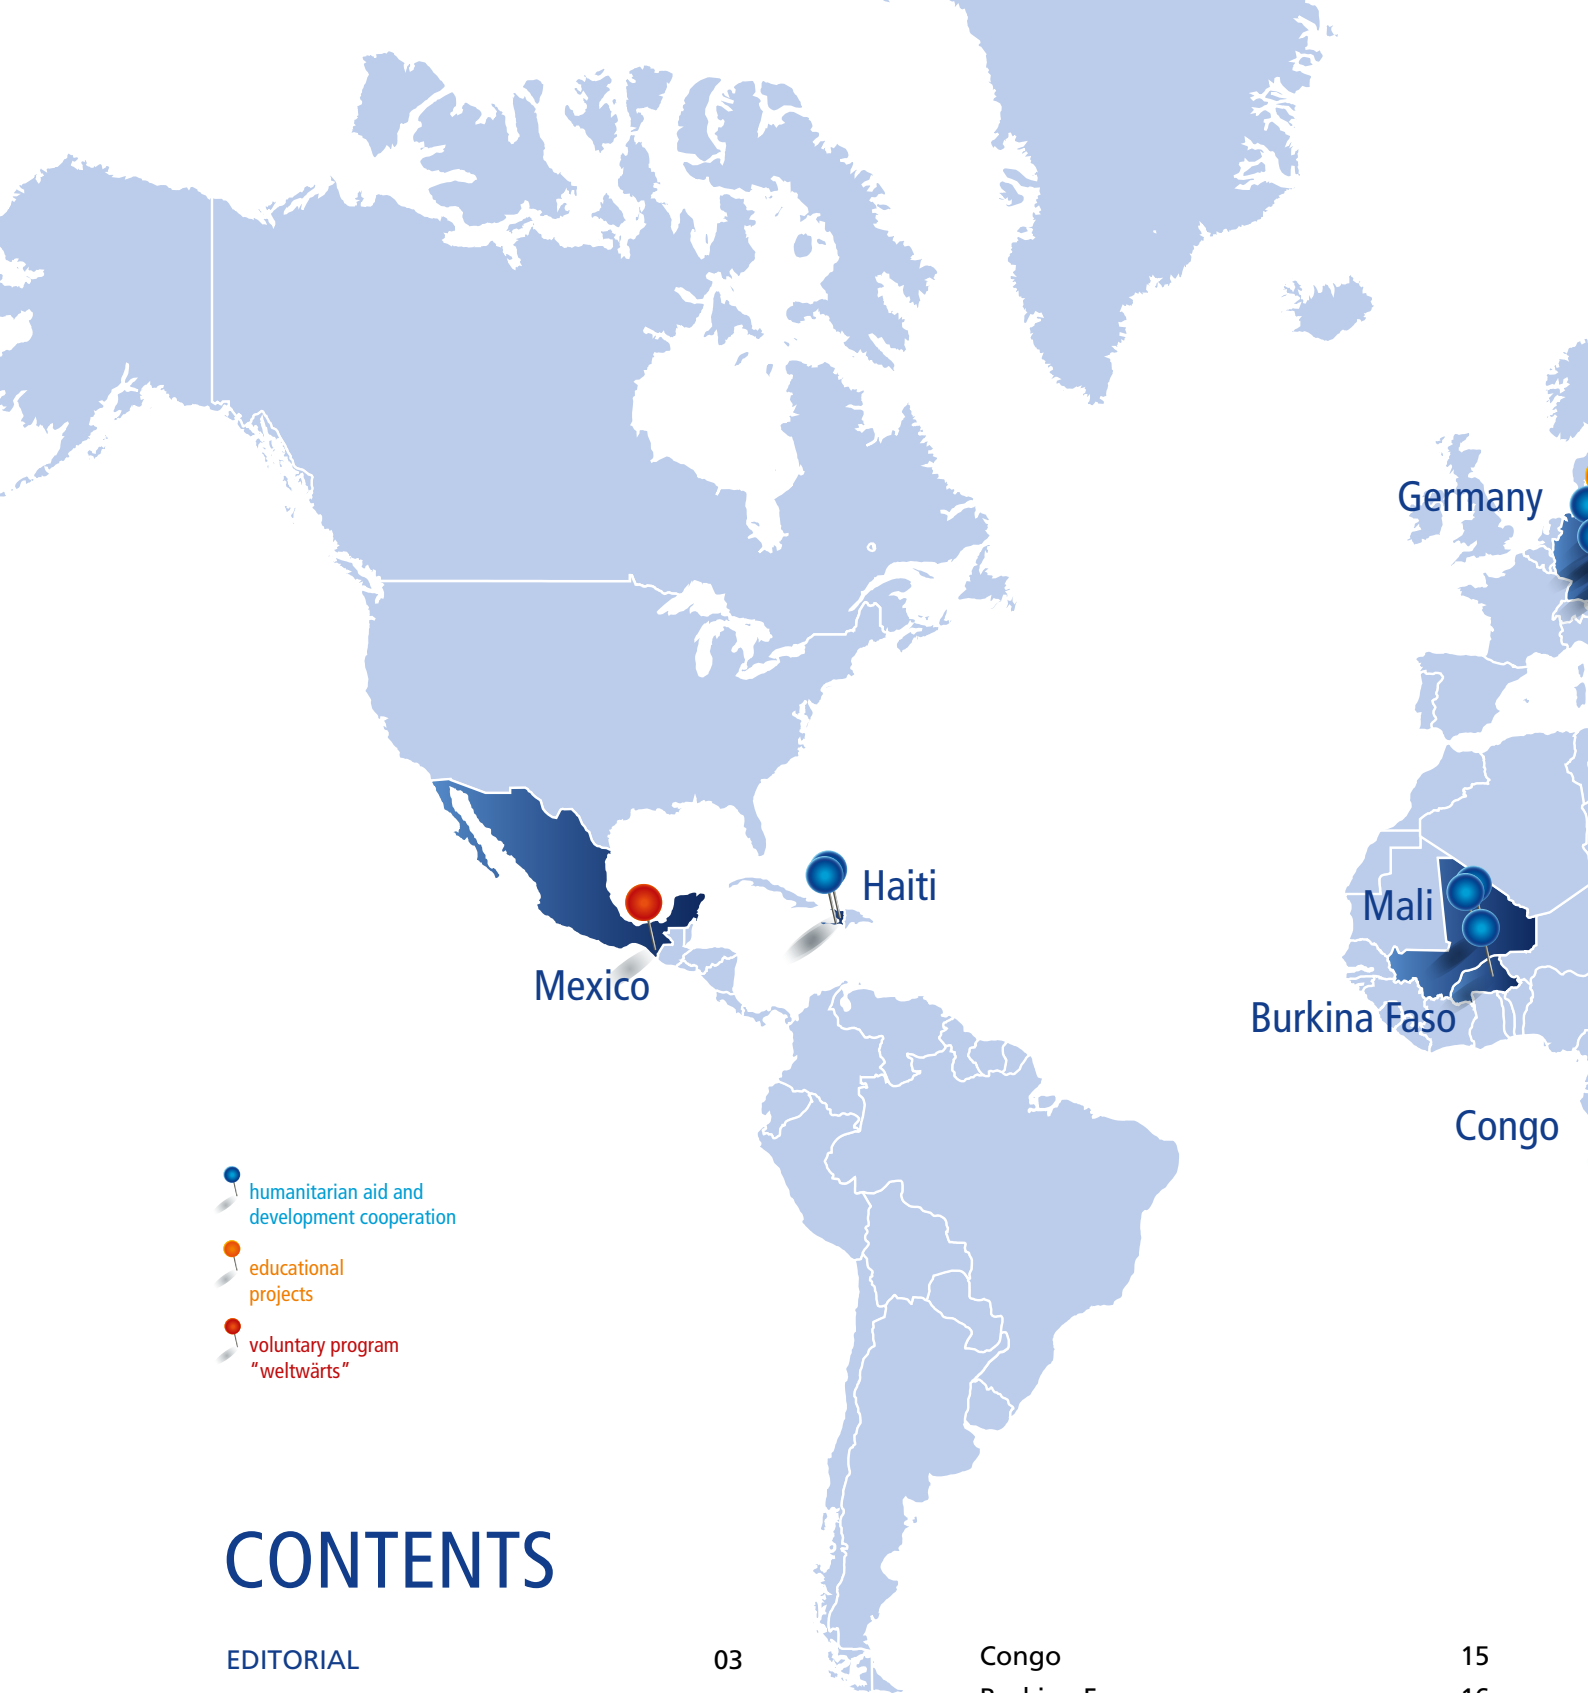 Germany
Haiti
Mali
Mexico
Burkina Faso
Congo
humanitarian aid and
development cooperation
educational
projects
voluntary program
“weltwärts”
CONTENTS
EDITORIAL 03
Congo 15